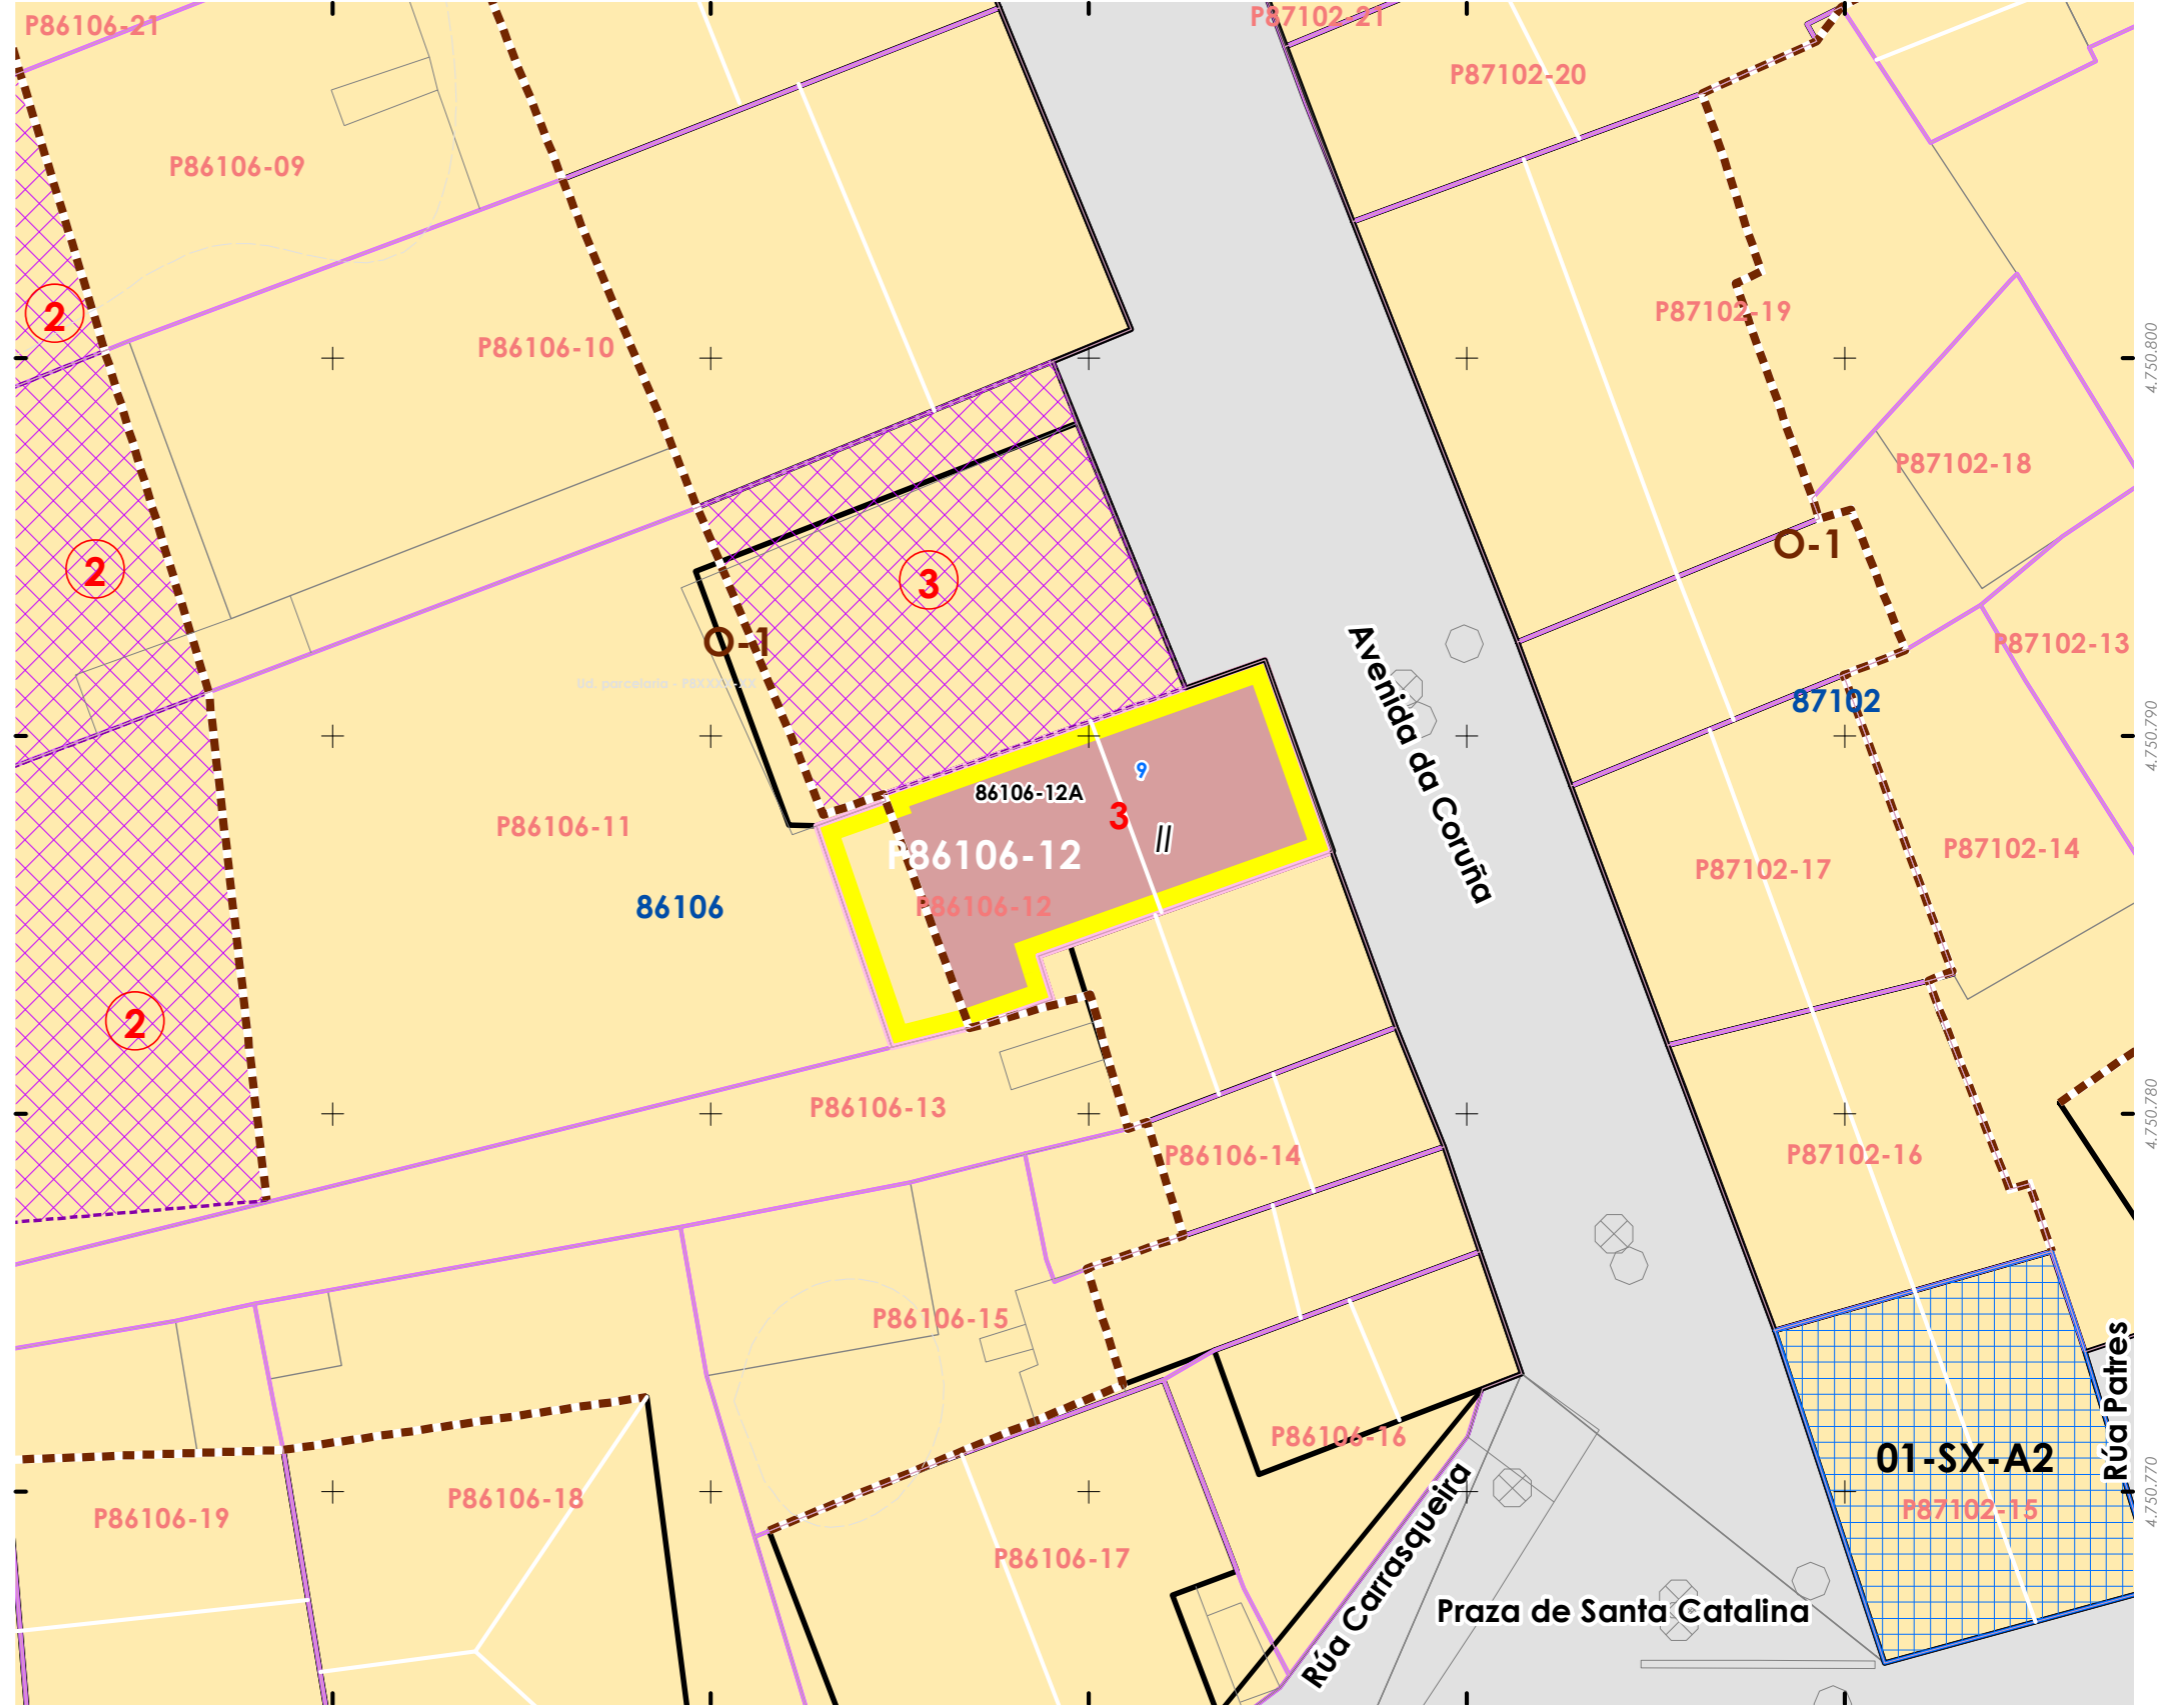 P86106-21
P87102-21
P87102-20
P86106-09
P87102-19
2
P86106-10
4.750.800
P87102-18
O-1
2
3
O-1
P87102-13
Ud. parcelaria - P8XXXX-XX
Avenida da Coruña
87102
4.750.790
9
86106-12A
3
II
P86106-11
P86106-12
P87102-14
P87102-17
86106
P86106-12
2
P86106-13
4.750.780
P86106-14
P87102-16
P86106-15
Rúa Patres
P86106-16
01-SX-A2
P86106-18
4.750.770
P87102-15
P86106-19
P86106-17
Rúa Carrasqueira
Praza de Santa Catalina